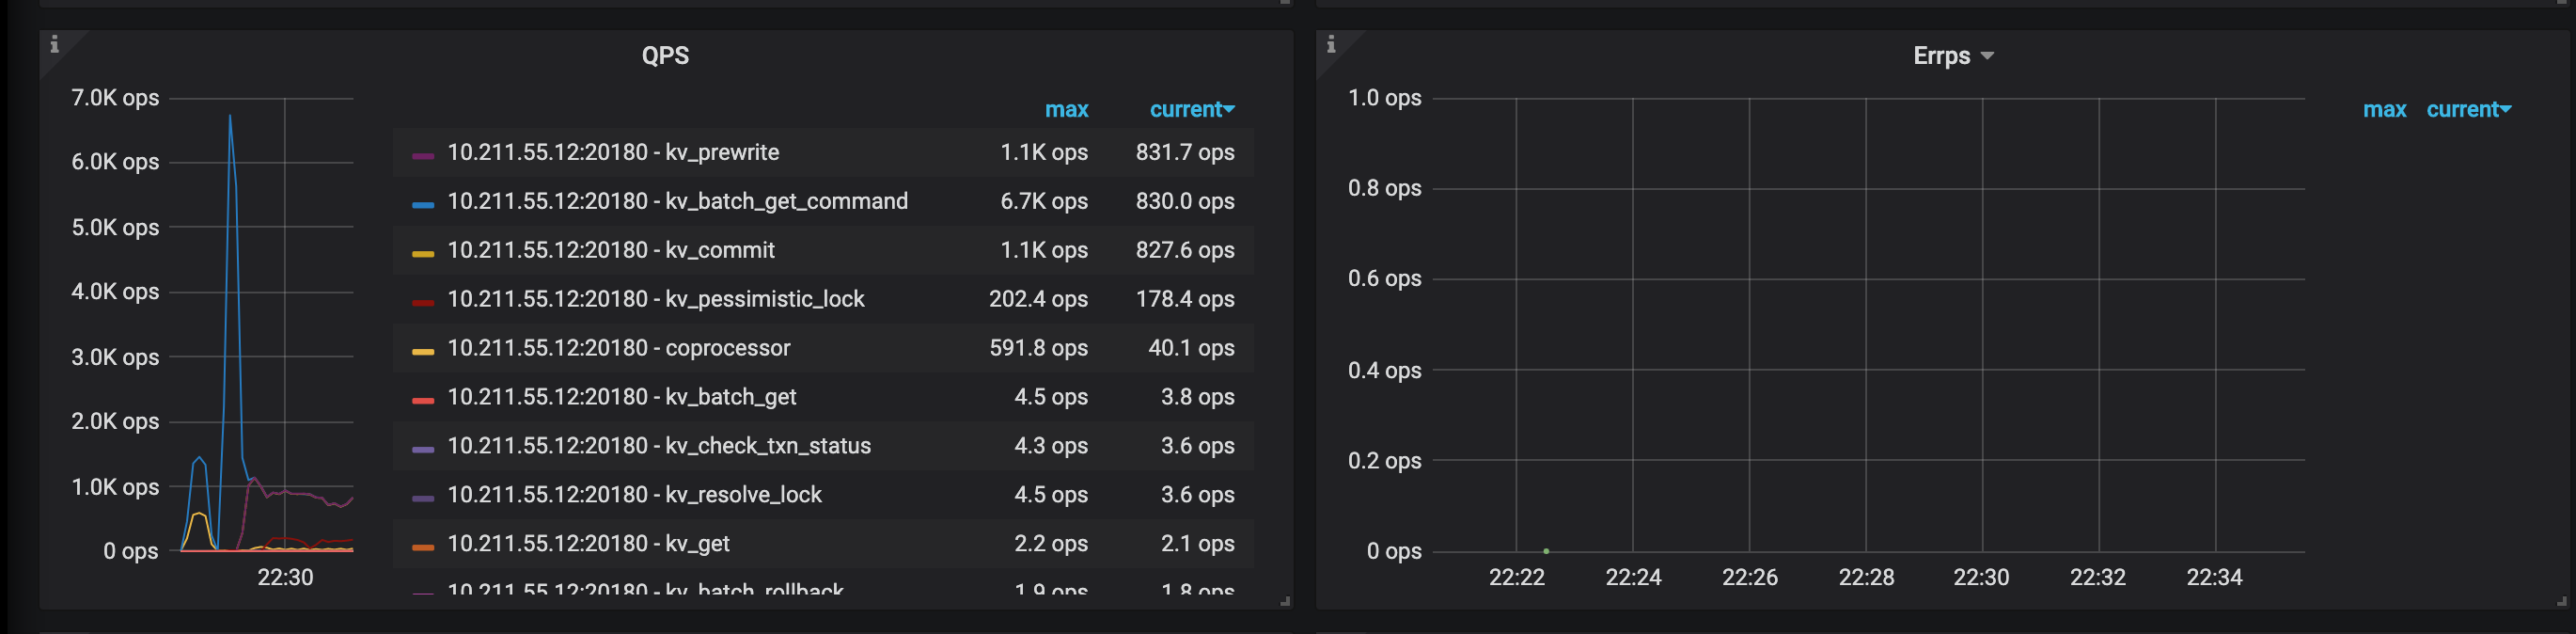 QPS
7.0K ops
6.0K ops
5.0K ops
4.0K ops
3.0K ops
2.0K ops
1.0K ops
0 ops
22:30
max current
10.211.55.12:20180 - kv_prewrite 1.1K ops 831.7 ops
10.211.55.12:20180 - kv_batch_get_command 6.7K ops 830.0 ops
10.211.55.12:20180 - kv_commit 1.1K ops 827.6 ops
10.211.55.12:20180 - kv_pessimistic_lock 202.4 ops 178.4 ops
10.211.55.12:20180 - coprocessor 591.8 ops 40.1 ops
10.211.55.12:20180 - kv_batch_get 4.5 ops 3.8 ops
10.211.55.12:20180 - kv_check_txn_status 4.3 ops 3.6 ops
10.211.55.12:20180 - kv_resolve_lock 4.5 ops 3.6 ops
10.211.55.12:20180 - kv_get 2.2 ops 2.1 ops
10.211.55.12:20180 - kv_batch_rollback 1.9 ops 1.8 ops
Errps
1.0 ops
0.8 ops
0.6 ops
0.4 ops
0.2 ops
0 ops
22:22 22:24 22:26 22:28 22:30 22:32 22:34
max current